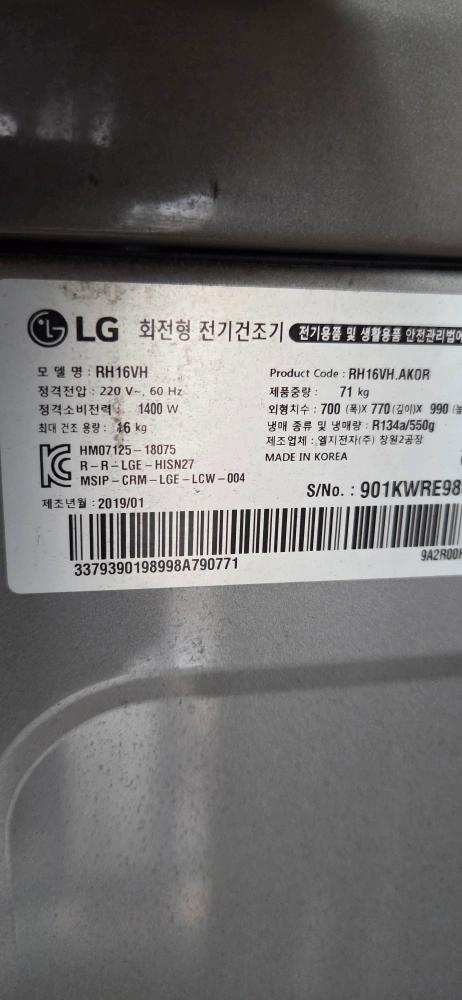 LG 회전형 전기건조기 전기용품 및 생활용품 안전관리법에
모 델 명 : RH16VH
정격전압 : 220 V~, 60 Hz
정격소비전력 : 1400 W
최대 건조 용량 : 16 kg
HM07125-18075
R-R-LGE-HISN27
MSIP-CRM-LGE-LCW-004
제조년월 : 2019/01
Product Code : RH16VH.AKOR
제품중량 : 71 kg
외형치수 : 700 (폭)X 770(깊이)X 990
냉매 종류 및 냉매량 : R134a/550g
제조업체 : 엘지전자(주) 창원2공장
MADE IN KOREA
S/No. : 901KWRE98
3379390198998A790771
9A2R00